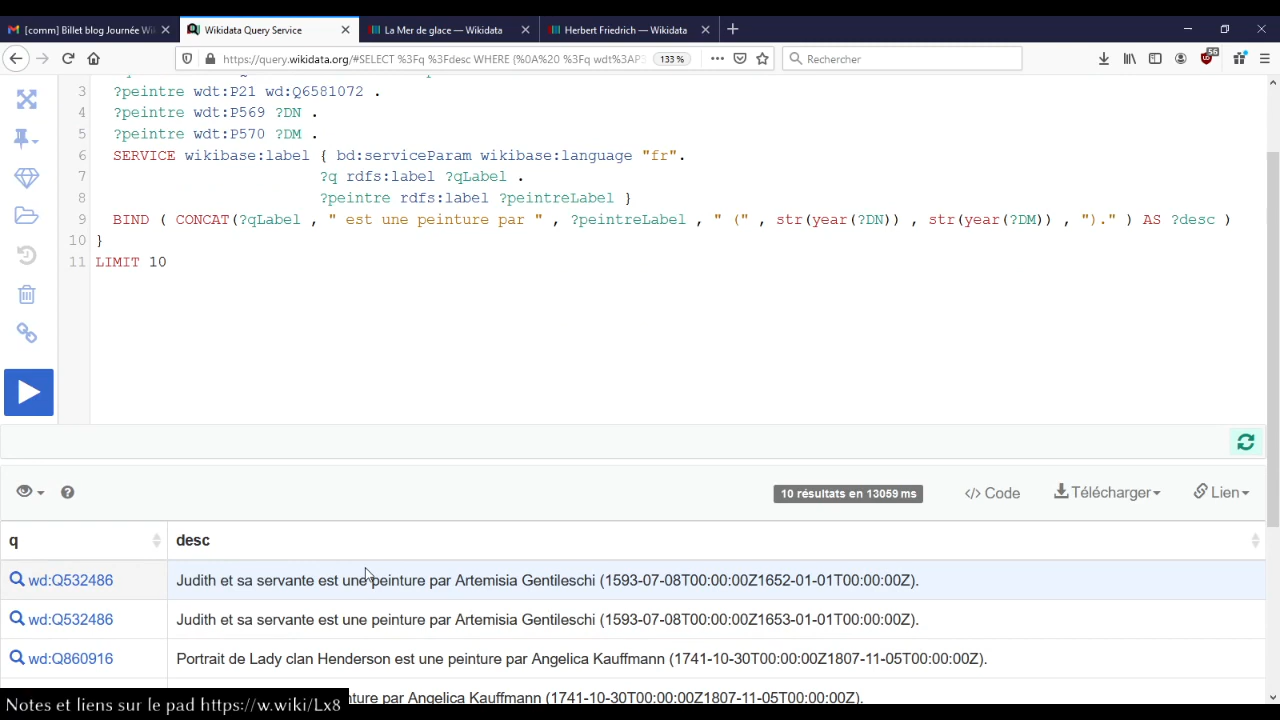 [comm] Billet blog Journée Wi
Wikidata Query Service
La Mer de glace — Wikidata
Herbert Friedrich — Wikidata
https://query.wikidata.org/#SELECT %3Fq %3Fdesc WHERE {%0A%20 %3Fq wdt%3AP3
133 %
Rechercher
56
3 ?peintre wdt:P21 wd:Q6581072 .
4 ?peintre wdt:P569 ?DN .
5 ?peintre wdt:P570 ?DM .
6 SERVICE wikibase:label { bd:serviceParam wikibase:language "fr".
7 ?q rdfs:label ?qLabel .
8 ?peintre rdfs:label ?peintreLabel }
9 BIND ( CONCAT(?qLabel , " est une peinture par " , ?peintreLabel , " (" , str(year(?DN)) , str(year(?DM)) , ")." ) AS ?desc )
10 }
11 LIMIT 10
10 résultats en 13059 ms
</> Code
Télécharger
Lien
q desc
wd:Q532486 Judith et sa servante est une peinture par Artemisia Gentileschi (1593-07-08T00:00:00Z1652-01-01T00:00:00Z).
wd:Q532486 Judith et sa servante est une peinture par Artemisia Gentileschi (1593-07-08T00:00:00Z1653-01-01T00:00:00Z).
wd:Q860916 Portrait de Lady clan Henderson est une peinture par Angelica Kauffmann (1741-10-30T00:00:00Z1807-11-05T00:00:00Z).
nture par Angelica Kauffmann (1741-10-30T00:00:00Z1807-11-05T00:00:00Z).
Notes et liens sur le pad https://w.wiki/Lx8